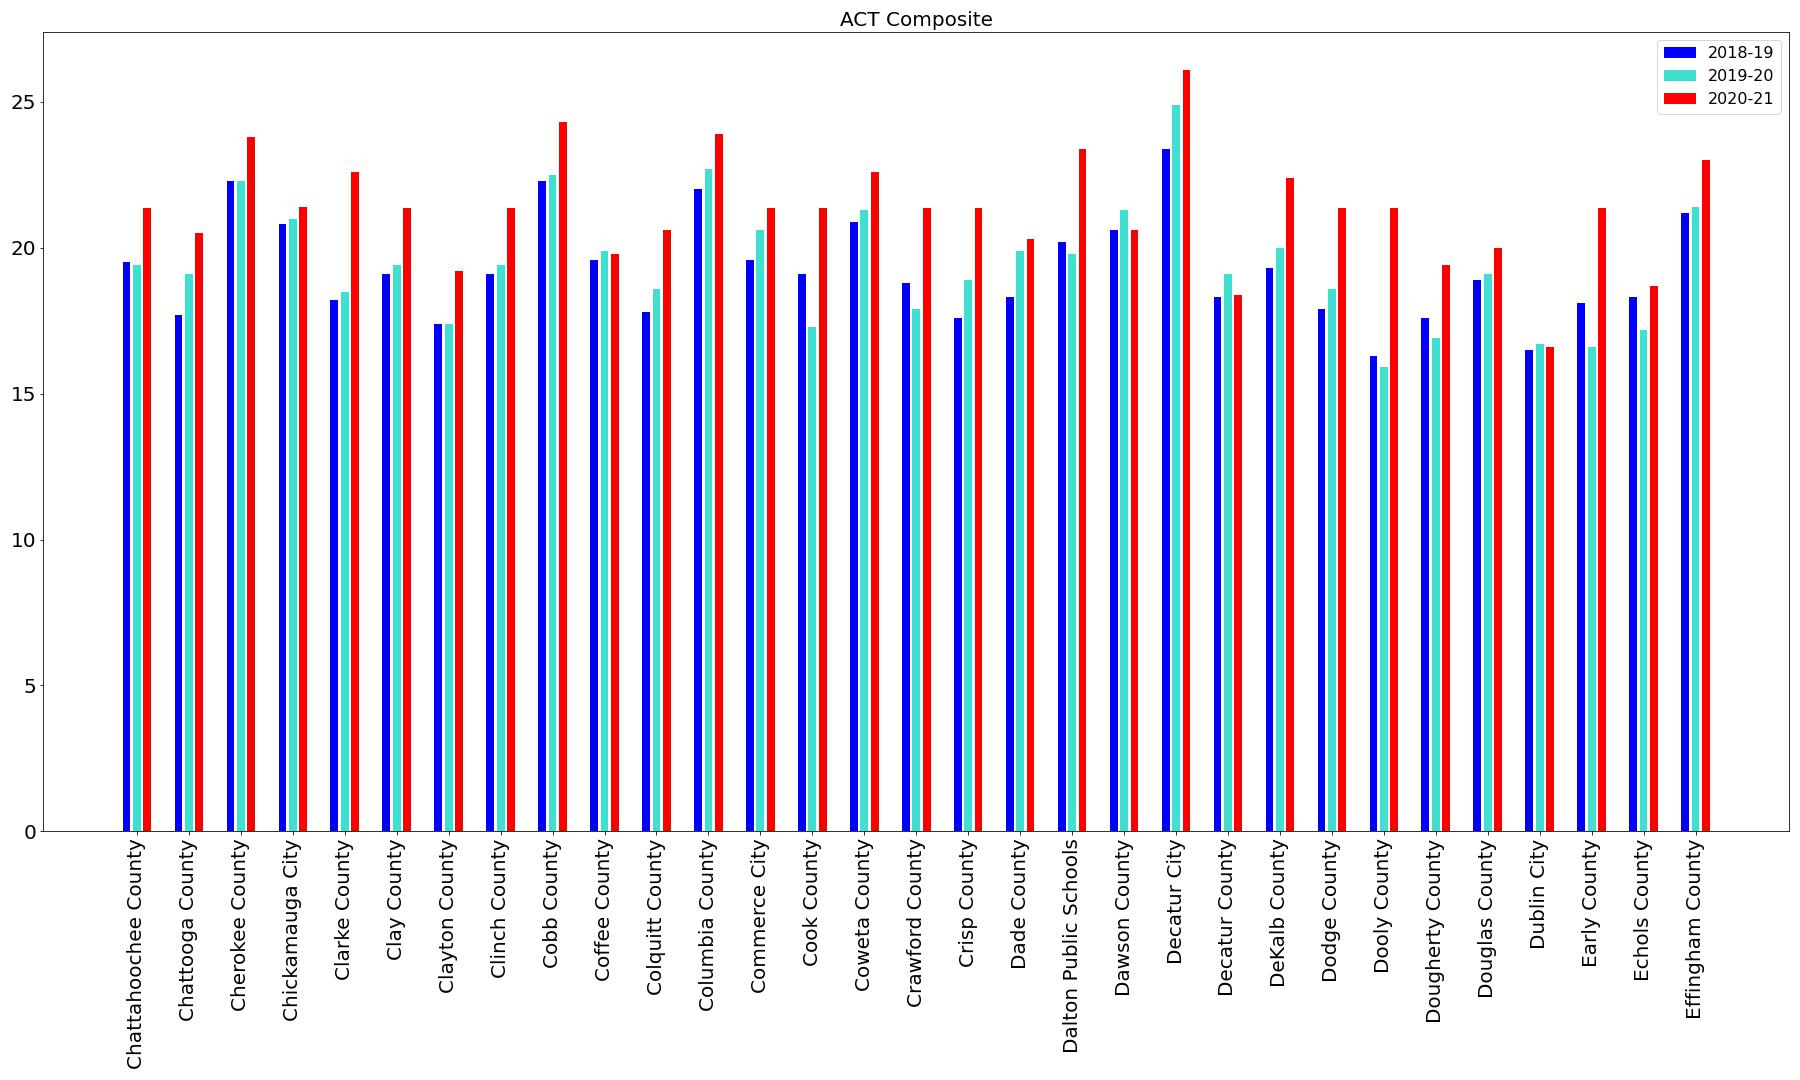 ACT Composite
2018-19
2019-20
2020-21
25
20
15
10
5
0
Chattahoochee County
Chattooga County
Cherokee County
Chickamauga City
Clarke County
Clay County
Clayton County
Clinch County
Cobb County
Coffee County
Colquitt County
Columbia County
Commerce City
Cook County
Coweta County
Crawford County
Crisp County
Dade County
Dalton Public Schools
Dawson County
Decatur City
Decatur County
DeKalb County
Dodge County
Dooly County
Dougherty County
Douglas County
Dublin City
Early County
Echols County
Effingham County